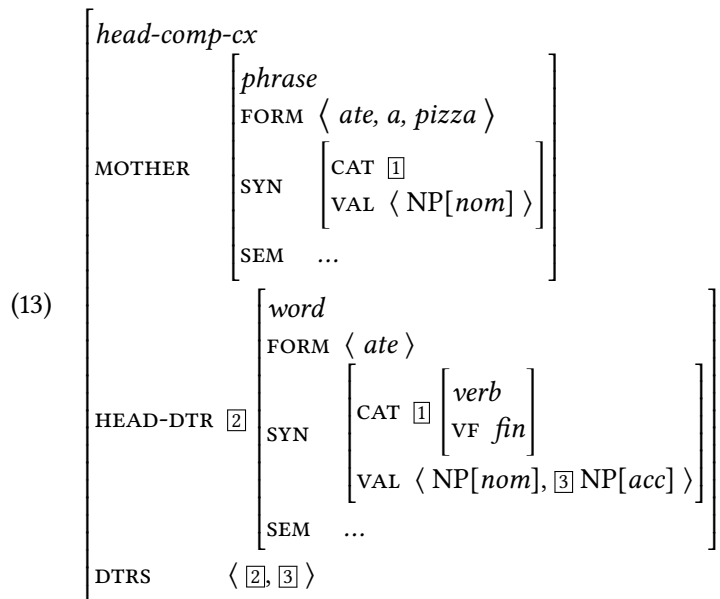 head-comp-cx
phrase
FORM ⟨ ate, a, pizza ⟩
MOTHER
SYN
CAT 1
VAL ⟨ NP[nom] ⟩
SEM ...
(13)
word
FORM ⟨ ate ⟩
HEAD-DTR 2
SYN
CAT 1
verb
VF fin
VAL ⟨ NP[nom], 3 NP[acc] ⟩
SEM ...
DTRS ⟨ 2, 3 ⟩